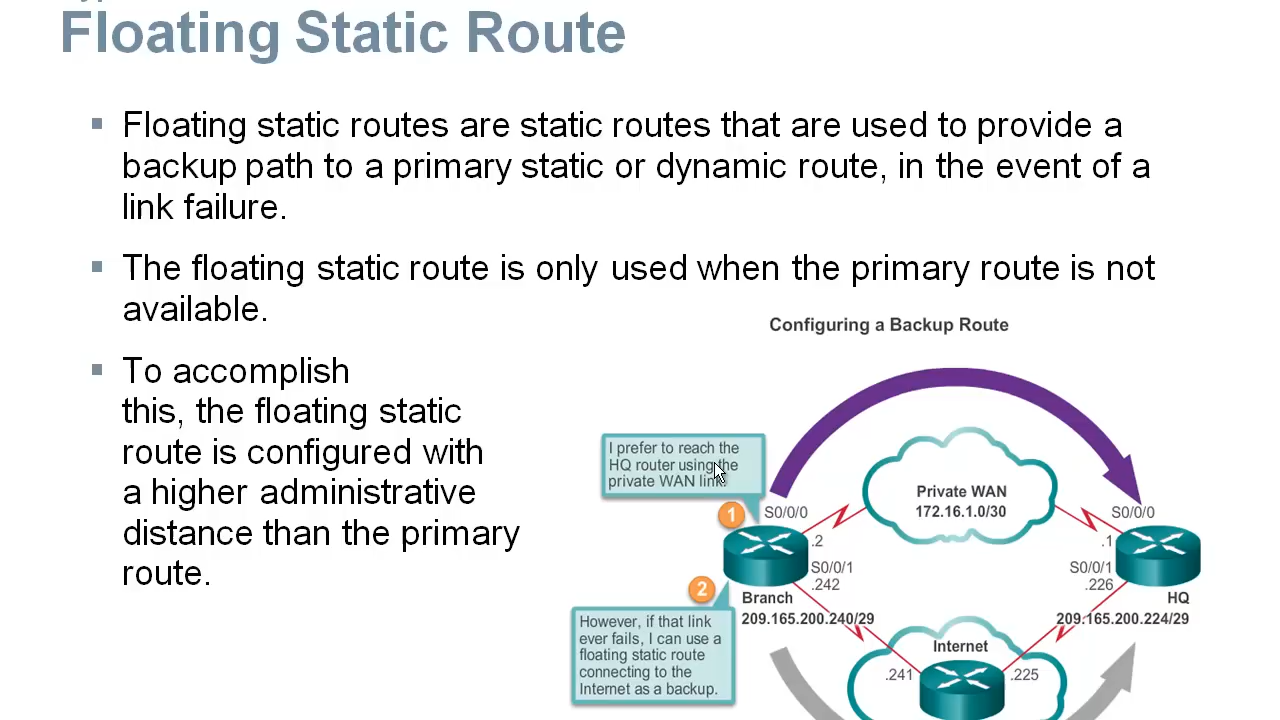 Floating Static Route
Floating static routes are static routes that are used to provide a
backup path to a primary static or dynamic route, in the event of a
link failure.
The floating static route is only used when the primary route is not
available.
To accomplish
this, the floating static
route is configured with
a higher administrative
distance than the primary
route.
Configuring a Backup Route
I prefer to reach the
HQ router using the
private WAN link.
1
S0/0/0
Private WAN
172.16.1.0/30
S0/0/0
.2
.1
S0/0/1
.242
S0/0/1
.226
2
Branch
HQ
209.165.200.240/29
209.165.200.224/29
However, if that link
ever fails, I can use a
floating static route
connecting to the
Internet as a backup.
Internet
.241
.225